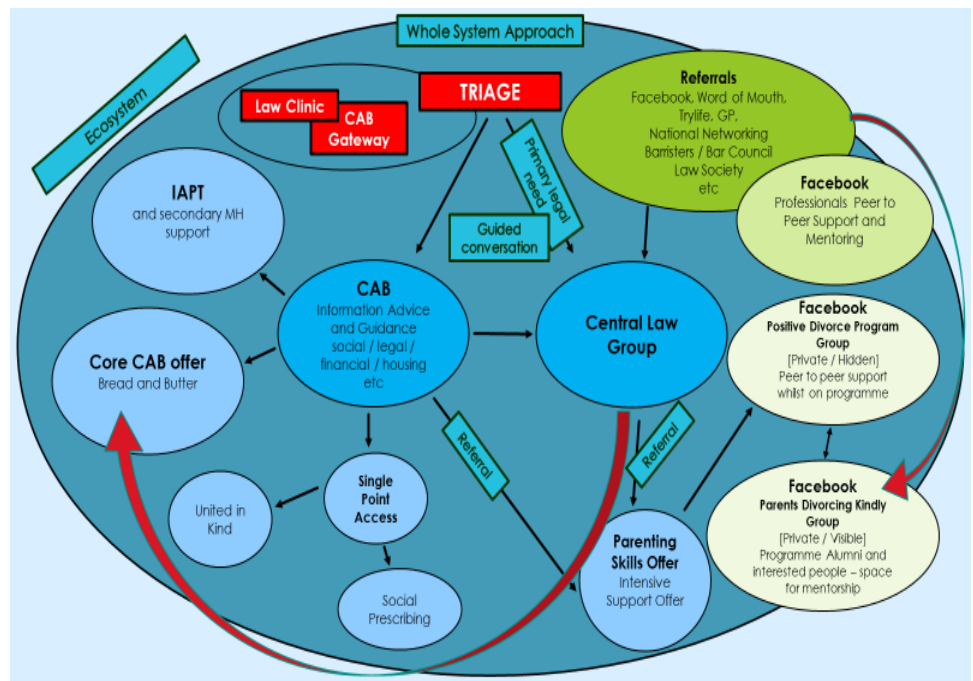 Whole System Approach
Ecosystem
Law Clinic
CAB
Gateway
TRIAGE
Referrals
Facebook, Word of Mouth,
Trylife, GP,
National Networking
Barristers / Bar Council
Law Society
etc
Primary legal
need
Guided
conversation
IAPT
and secondary MH
support
Facebook
Professionals Peer to
Peer Support and
Mentoring
CAB
Information Advice
and Guidance
social / legal /
financial / housing
etc
Central Law
Group
Facebook
Positive Divorce Program
Group
[Private / Hidden]
Peer to peer support
whilst on programme
Core CAB offer
Bread and Butter
Referral
Referral
Single
Point
Access
United in
Kind
Social
Prescribing
Parenting
Skills Offer
Intensive
Support Offer
Facebook
Parents Divorcing Kindly
Group
[Private / Visible]
Programme Alumni and
interested people – space
for mentorship